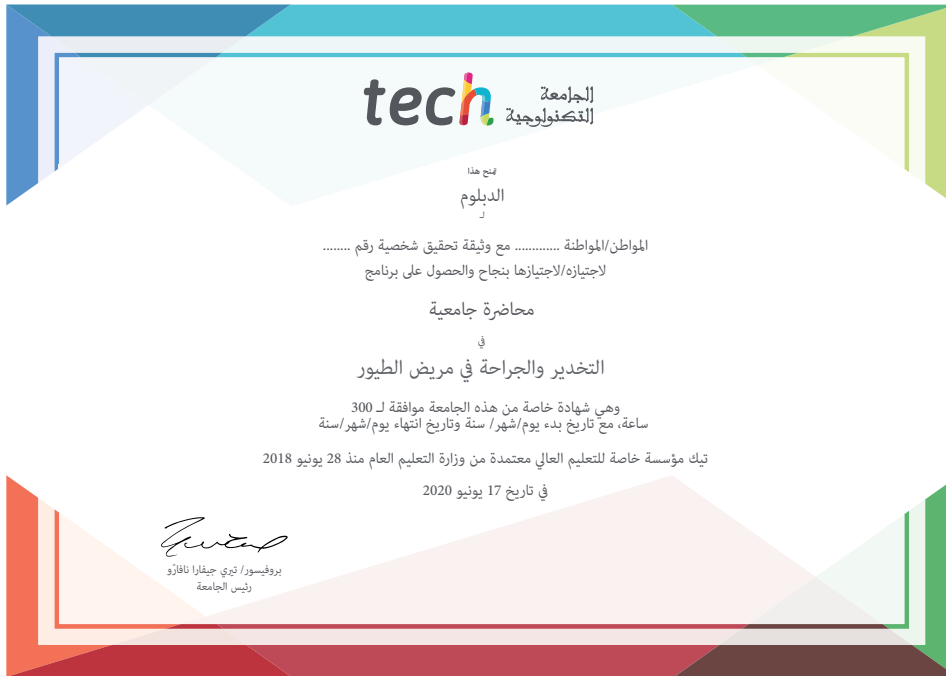 tech
الجامعة
التكنولوجية
يمنح هذا
الدبلوم
لـ
المواطن/المواطنة ............ مع وثيقة تحقيق شخصية رقم ........
لاجتيازه/لاجتيازها بنجاح والحصول على برنامج
محاضرة جامعية
في
التخدير والجراحة في مريض الطيور
وهي شهادة خاصة من هذه الجامعة موافقة لـ 300
ساعة، مع تاريخ بدء يوم/شهر/ سنة وتاريخ انتهاء يوم/شهر/سنة
تيك مؤسسة خاصة للتعليم العالي معتمدة من وزارة التعليم العام منذ 28 يونيو 2018
في تاريخ 17 يونيو 2020
بروفيسور/ تيري جيفارا نافارّو
رئيس الجامعة